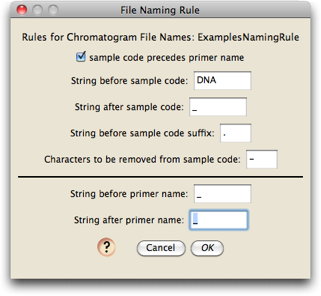 File Naming Rule
Rules for Chromatogram File Names: ExamplesNamingRule
sample code precedes primer name
String before sample code: DNA
String after sample code: _
String before sample code suffix: .
Characters to be removed from sample code: -
String before primer name: _
String after primer name: _
? Cancel OK